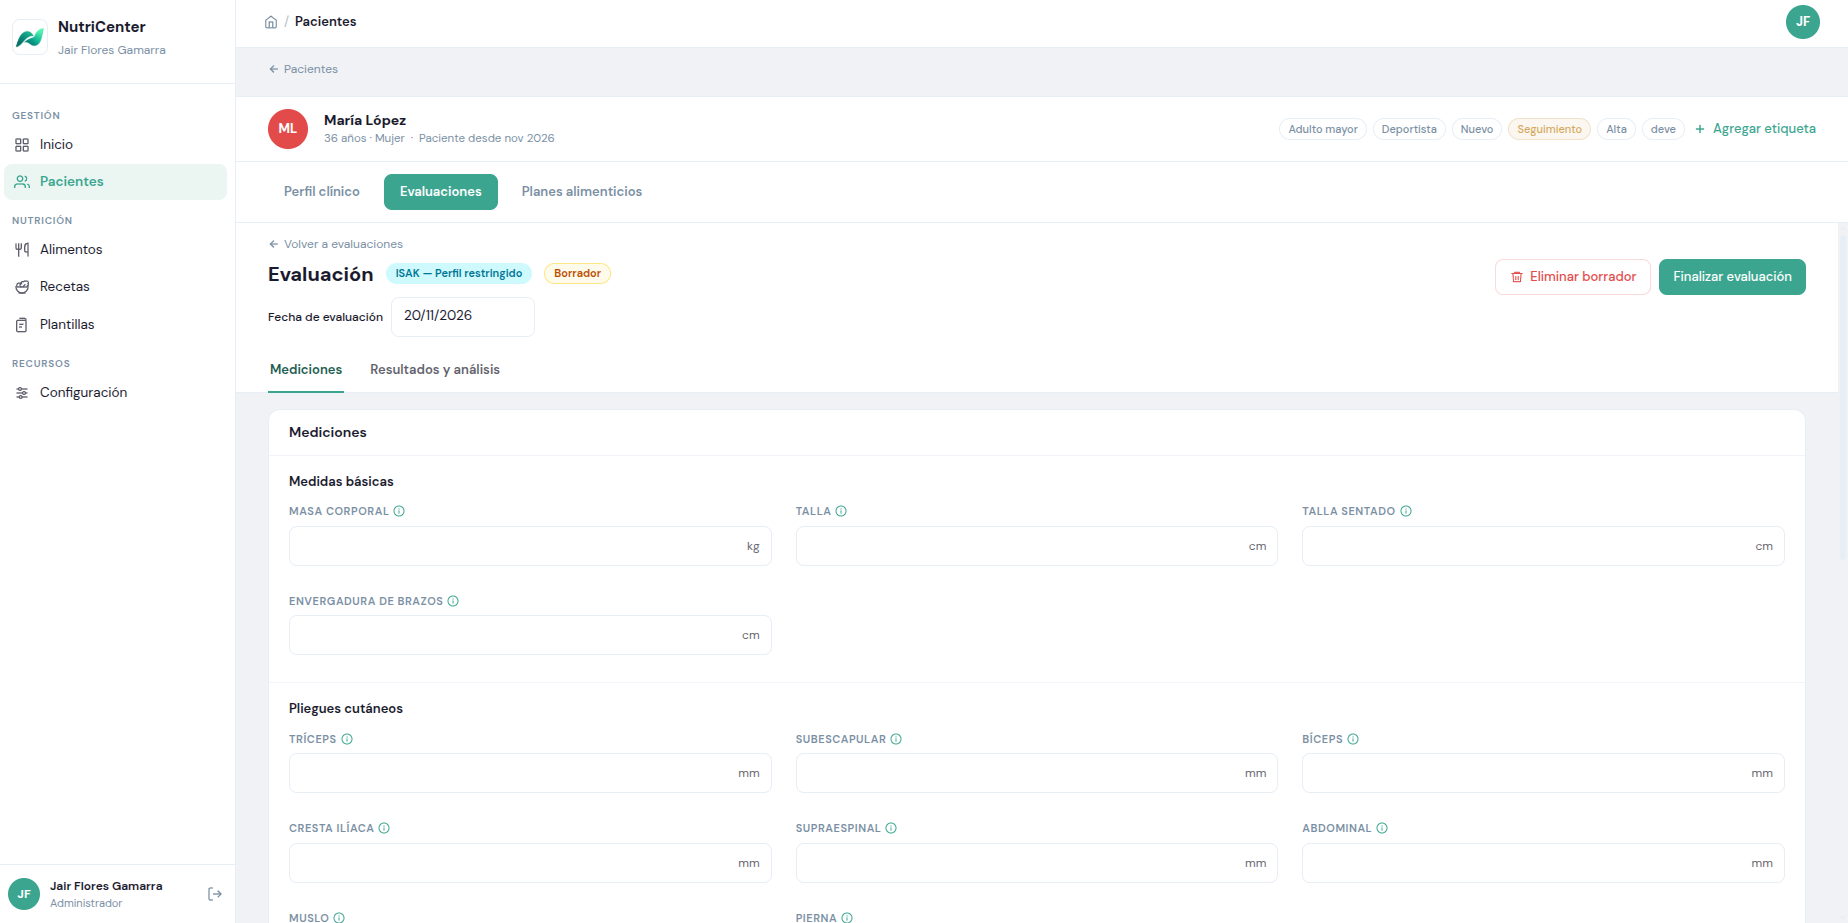 NutriCenter
Jair Flores Gamarra
GESTIÓN
Inicio
Pacientes
NUTRICIÓN
Alimentos
Recetas
Plantillas
RECURSOS
Configuración
JF
Jair Flores Gamarra
Administrador
/ Pacientes
JF
← Pacientes
ML
María López
36 años · Mujer · Paciente desde nov 2026
Adulto mayor
Deportista
Nuevo
Seguimiento
Alta
deve
+ Agregar etiqueta
Perfil clínico
Evaluaciones
Planes alimenticios
← Volver a evaluaciones
Evaluación
ISAK — Perfil restringido
Borrador
Eliminar borrador
Finalizar evaluación
Fecha de evaluación
20/11/2026
Mediciones
Resultados y análisis
Mediciones
Medidas básicas
MASA CORPORAL
TALLA
TALLA SENTADO
kg
cm
cm
ENVERGADURA DE BRAZOS
cm
Pliegues cutáneos
TRÍCEPS
SUBESCAPULAR
BÍCEPS
mm
mm
mm
CRESTA ILÍACA
SUPRAESPINAL
ABDOMINAL
mm
mm
mm
MUSLO
PIERNA